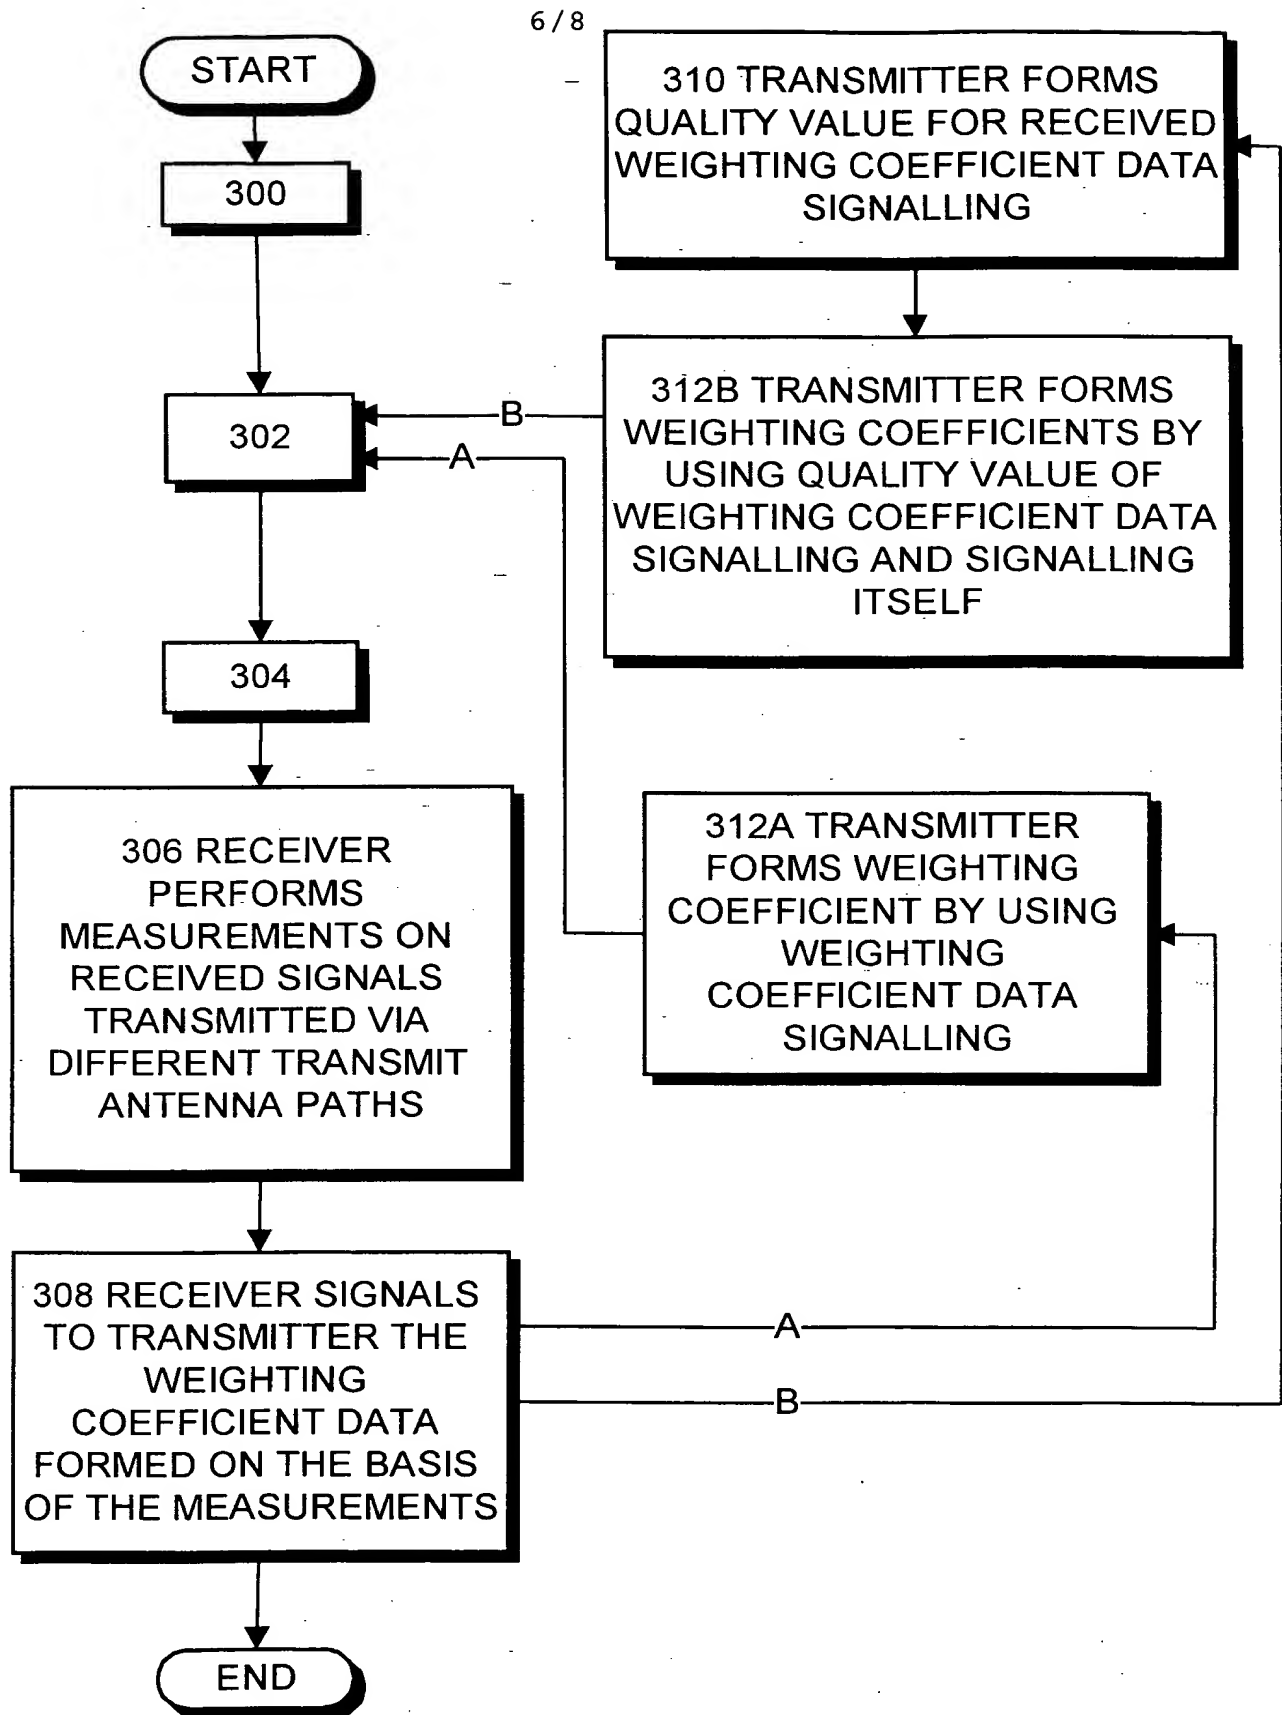 6/8
START
300
302
304
306 RECEIVER
PERFORMS
MEASUREMENTS ON
RECEIVED SIGNALS
TRANSMITTED VIA
DIFFERENT TRANSMIT
ANTENNA PATHS
308 RECEIVER SIGNALS
TO TRANSMITTER THE
WEIGHTING
COEFFICIENT DATA
FORMED ON THE BASIS
OF THE MEASUREMENTS
END
310 TRANSMITTER FORMS
QUALITY VALUE FOR RECEIVED
WEIGHTING COEFFICIENT DATA
SIGNALLING
312B TRANSMITTER FORMS
WEIGHTING COEFFICIENTS BY
USING QUALITY VALUE OF
WEIGHTING COEFFICIENT DATA
SIGNALLING AND SIGNALLING
ITSELF
B
A
312A TRANSMITTER
FORMS WEIGHTING
COEFFICIENT BY USING
WEIGHTING
COEFFICIENT DATA
SIGNALLING
A
B